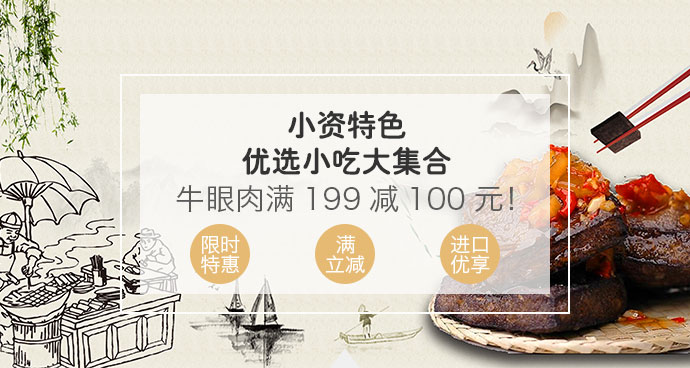 小资特色
优选小吃大集合
牛眼肉满 199 减 100 元!
限时
特惠
满
立减
进口
优享